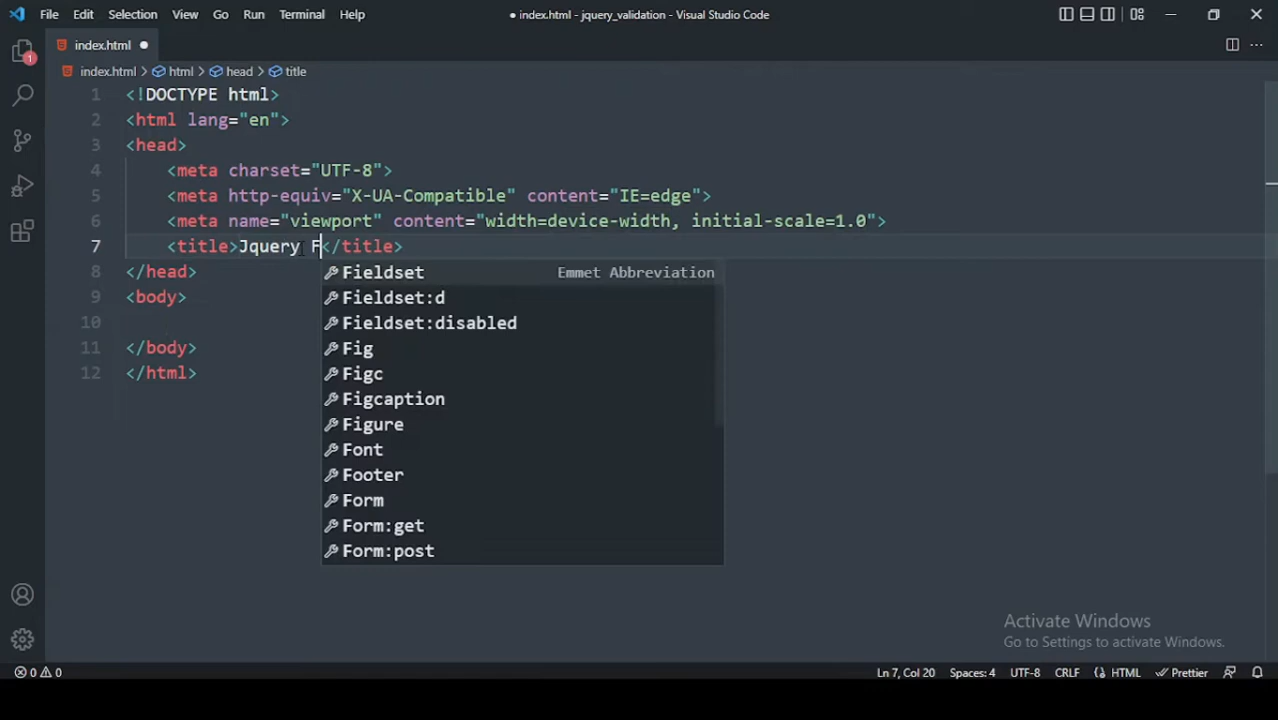 File Edit Selection View Go Run Terminal Help ● index.html - jquery_validation - Visual Studio Code
index.html ●
index.html > html > head > title
1 <!DOCTYPE html>
2 <html lang="en">
3 <head>
4 <meta charset="UTF-8">
5 <meta http-equiv="X-UA-Compatible" content="IE=edge">
6 <meta name="viewport" content="width=device-width, initial-scale=1.0">
7 <title>Jquery F</title>
8 </head>
Fieldset Emmet Abbreviation
9 <body>
Fieldset:d
10
Fieldset:disabled
11 </body>
Fig
12 </html>
Figc
Figcaption
Figure
Font
Footer
Form
Form:get
Form:post
1
Activate Windows
Go to Settings to activate Windows.
0 0 Ln 7, Col 20 Spaces: 4 UTF-8 CRLF HTML Prettier